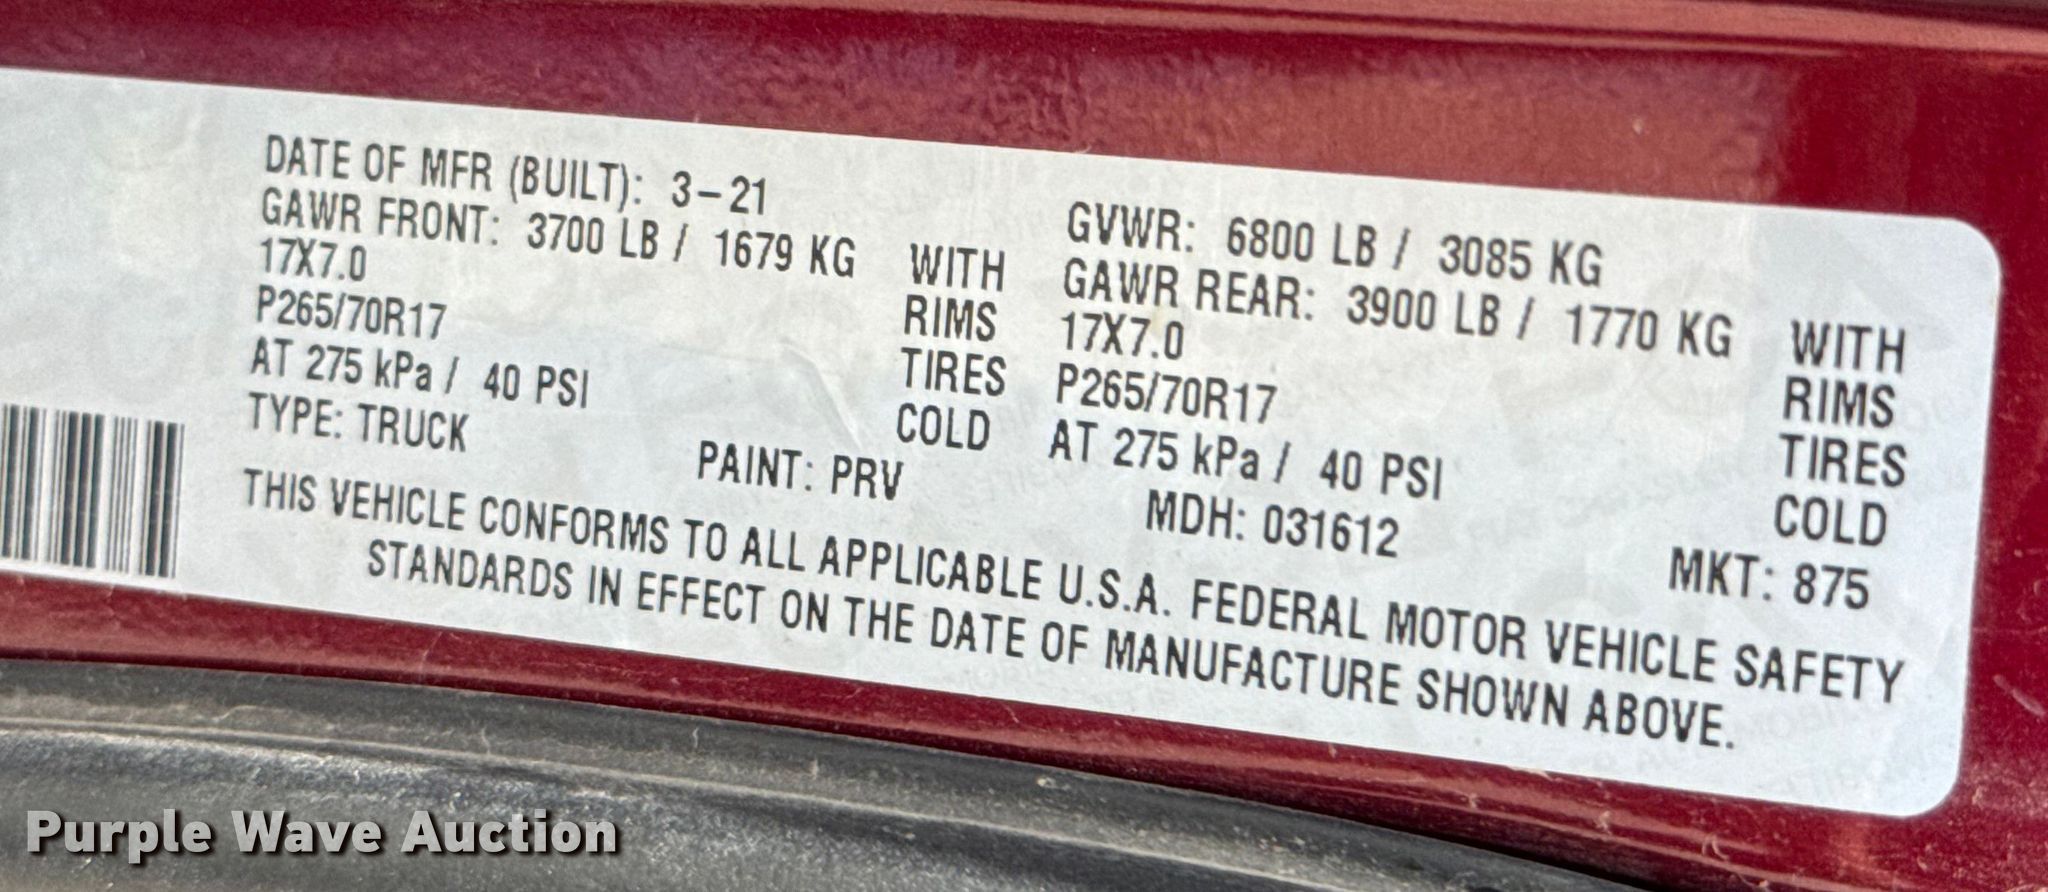 DATE OF MFR (BUILT): 3-21
GVWR: 6800 LB / 3085 KG
GAWR FRONT: 3700 LB / 1679 KG WITH
GAWR REAR: 3900 LB / 1770 KG WITH
17X7.0 RIMS
17X7.0 RIMS
P265/70R17 TIRES
P265/70R17 TIRES
AT 275 kPa / 40 PSI COLD
AT 275 kPa / 40 PSI COLD
TYPE: TRUCK PAINT: PRV MDH: 031612 MKT: 875
THIS VEHICLE CONFORMS TO ALL APPLICABLE U.S.A. FEDERAL MOTOR VEHICLE SAFETY
STANDARDS IN EFFECT ON THE DATE OF MANUFACTURE SHOWN ABOVE.
Purple Wave Auction